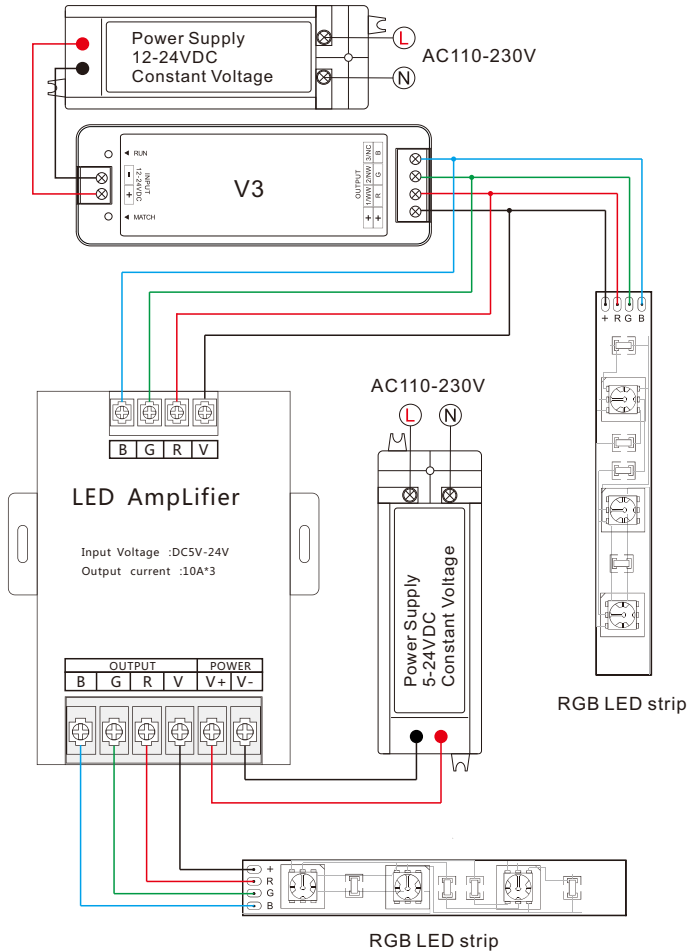 Power Supply
12-24VDC
Constant Voltage
L
N
AC110-230V
◄ RUN
◄ MATCH
INPUT
12-24VDC
- +
V3
OUTPUT
3/NC B
2/NW G
1/WW R
+ +
+ R G B
B G R V
LED AmpLifier
Input Voltage :DC5V-24V
Output current :10A*3
OUTPUT POWER
B G R V V+ V-
AC110-230V
L N
Power Supply
5-24VDC
Constant Voltage
RGB LED strip
+
R
G
B
RGB LED strip